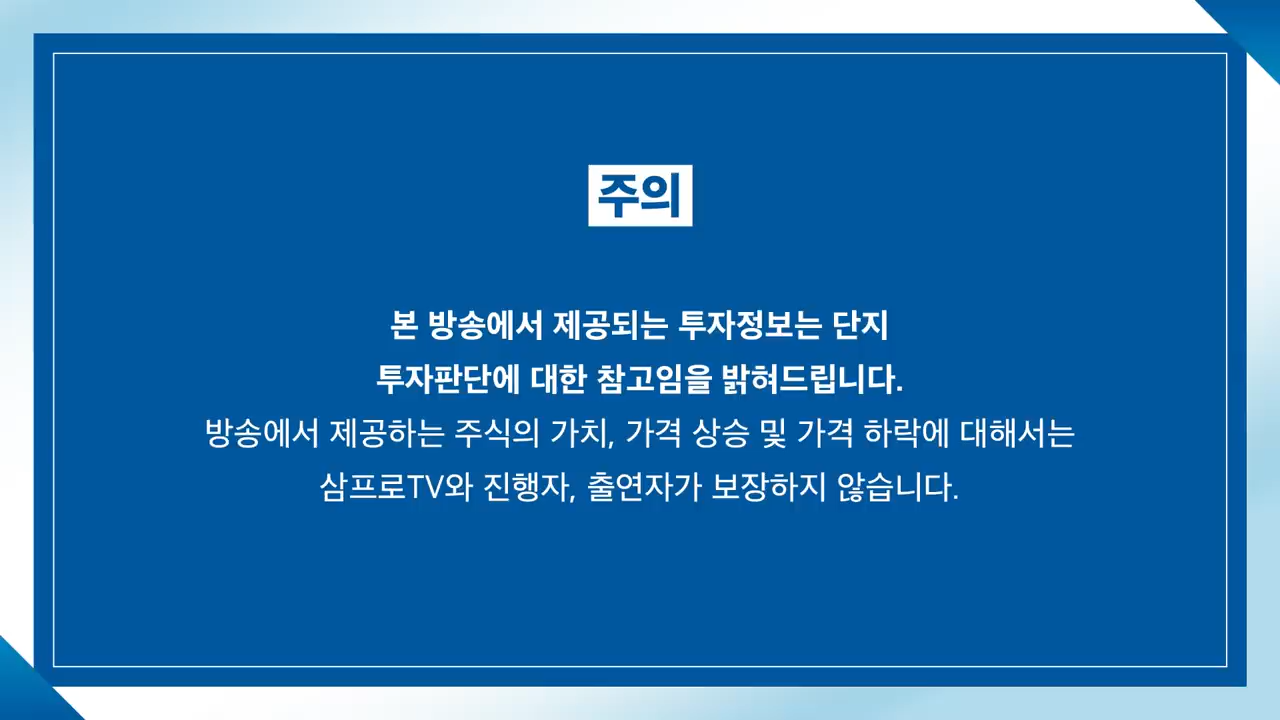 주의
본 방송에서 제공되는 투자정보는 단지
투자판단에 대한 참고임을 밝혀드립니다.
방송에서 제공하는 주식의 가치, 가격 상승 및 가격 하락에 대해서는
삼프로TV와 진행자, 출연자가 보장하지 않습니다.